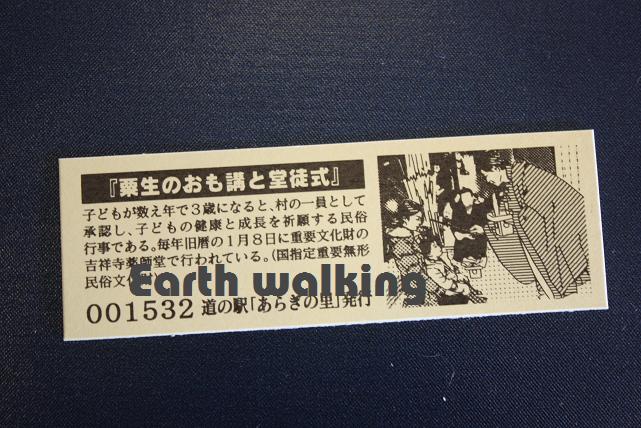 『粟生のおも講と堂徒式』
子どもが数え年で3歳になると、村の一員として
承認し、子どもの健康と成長を祈願する民俗
行事である。毎年旧暦の1月8日に重要文化財の
吉祥寺薬師堂で行われている。(国指定重要無形
民俗文
Earth walking
001532 道の駅「あらぎの里」発行